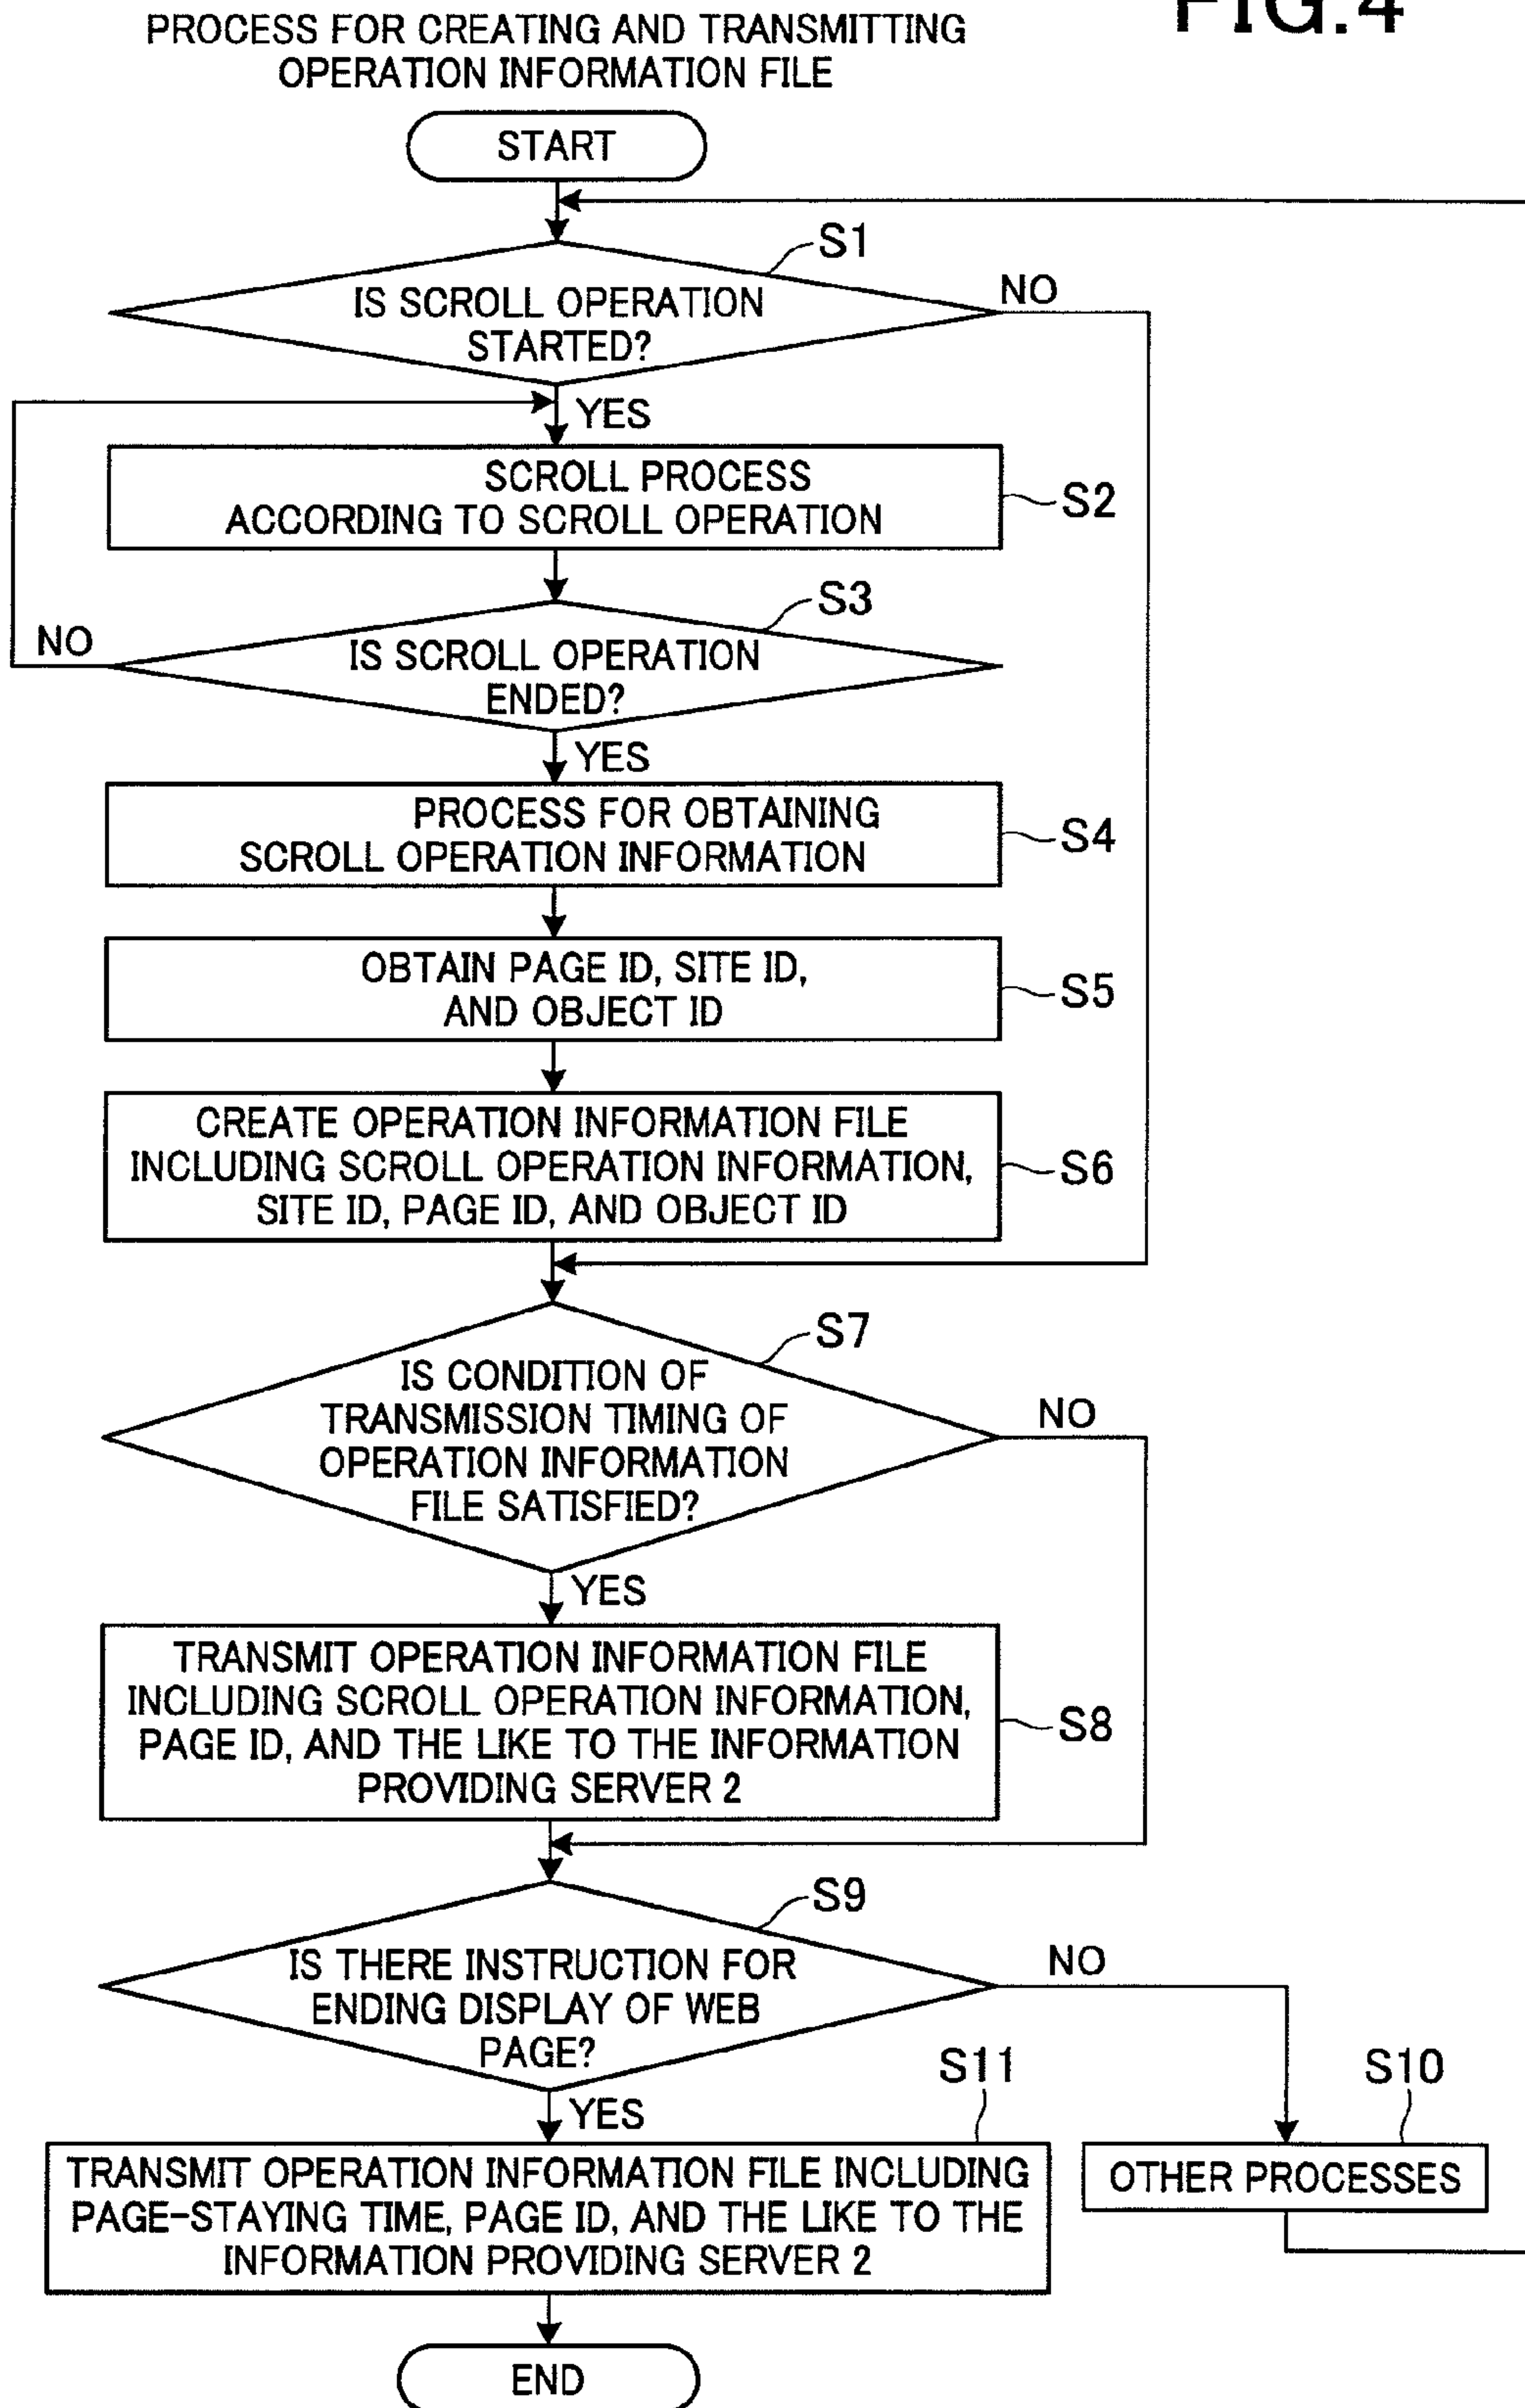 FIG.4
PROCESS FOR CREATING AND TRANSMITTING
OPERATION INFORMATION FILE
START
S1
IS SCROLL OPERATION
STARTED?
NO
YES
SCROLL PROCESS
ACCORDING TO SCROLL OPERATION
S2
S3
IS SCROLL OPERATION
ENDED?
NO
YES
PROCESS FOR OBTAINING
SCROLL OPERATION INFORMATION
S4
OBTAIN PAGE ID, SITE ID,
AND OBJECT ID
S5
CREATE OPERATION INFORMATION FILE
INCLUDING SCROLL OPERATION INFORMATION,
SITE ID, PAGE ID, AND OBJECT ID
S6
S7
IS CONDITION OF
TRANSMISSION TIMING OF
OPERATION INFORMATION
FILE SATISFIED?
NO
YES
TRANSMIT OPERATION INFORMATION FILE
INCLUDING SCROLL OPERATION INFORMATION,
PAGE ID, AND THE LIKE TO THE INFORMATION
PROVIDING SERVER 2
S8
S9
IS THERE INSTRUCTION FOR
ENDING DISPLAY OF WEB
PAGE?
NO
YES
S11
S10
TRANSMIT OPERATION INFORMATION FILE INCLUDING
PAGE-STAYING TIME, PAGE ID, AND THE LIKE TO THE
INFORMATION PROVIDING SERVER 2
OTHER PROCESSES
END